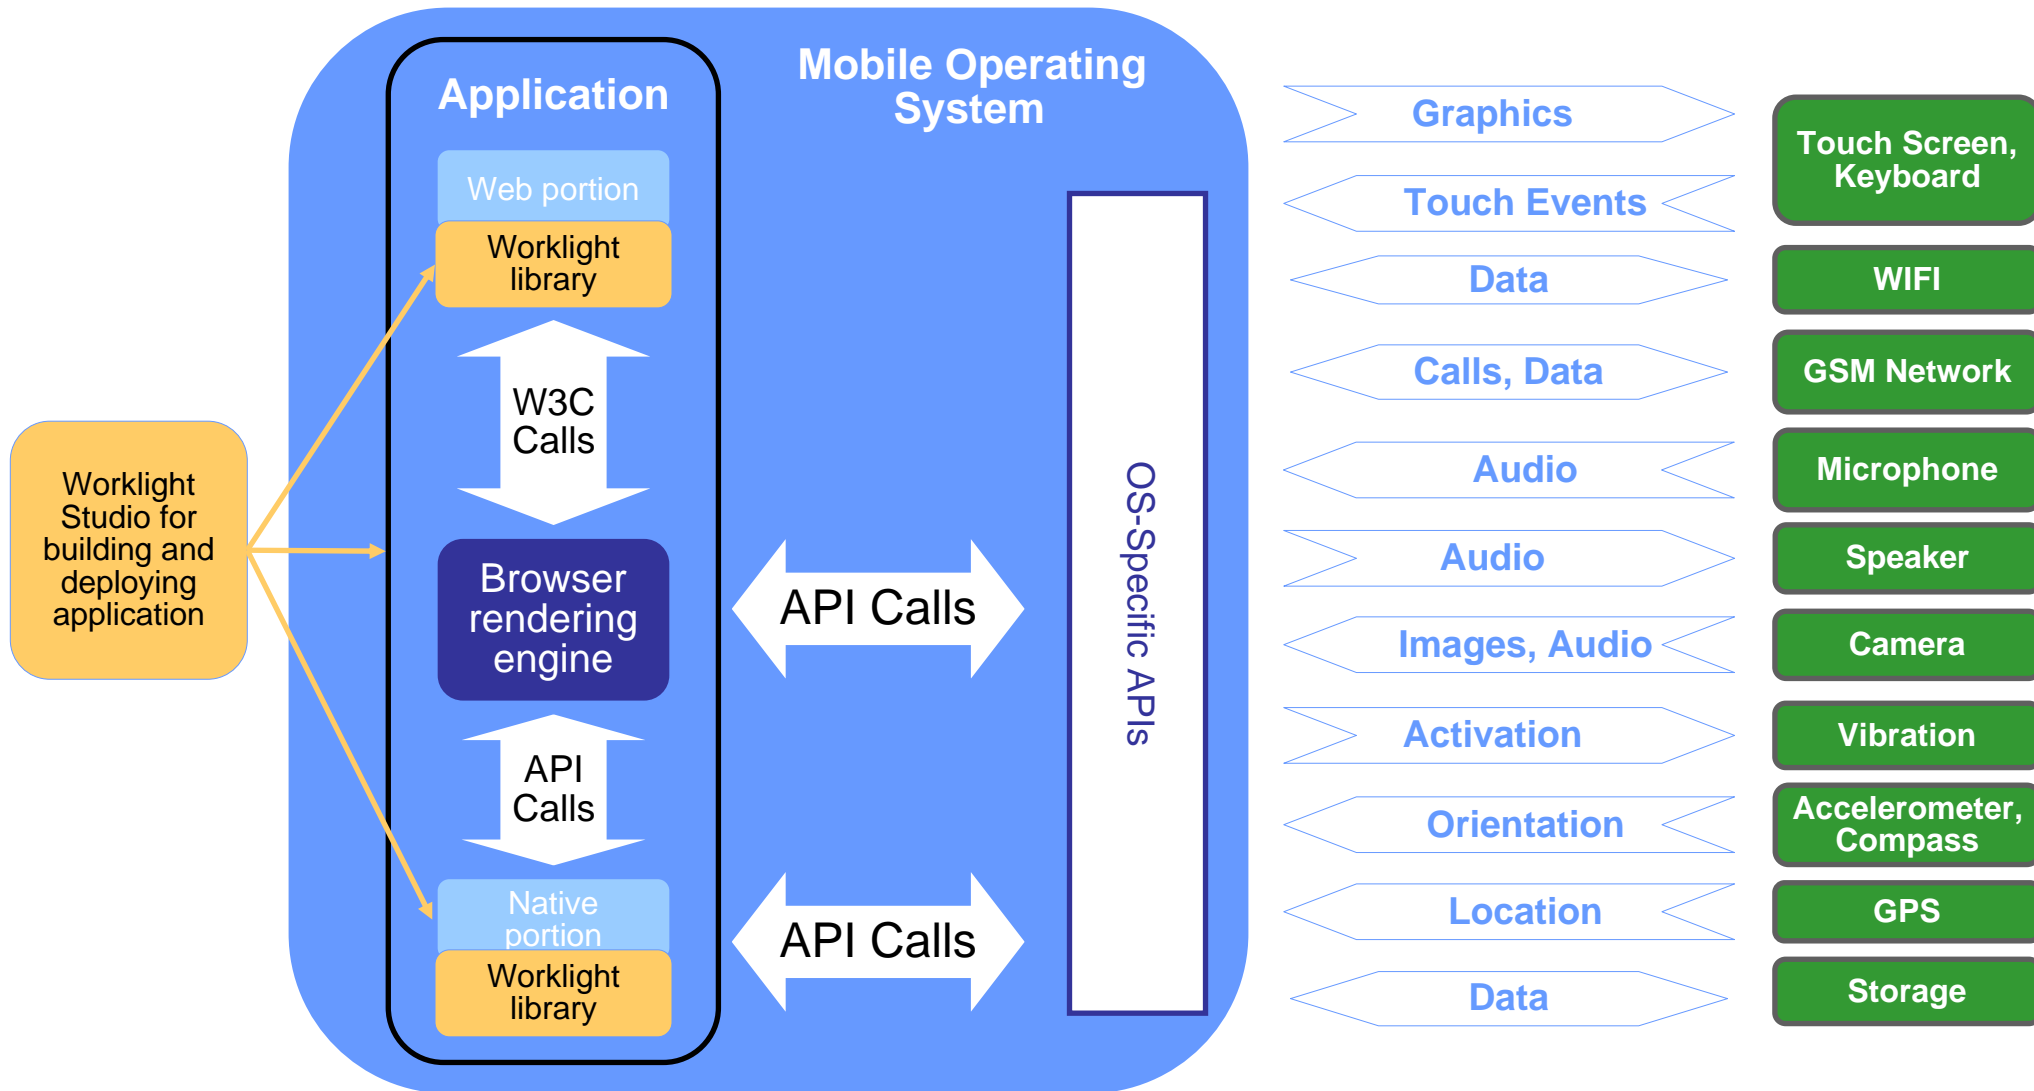 Worklight
Studio for
building and
deploying
application
Application
Web portion
Worklight
library
W3C
Calls
Browser
rendering
engine
API
Calls
Native
portion
Worklight
library
Mobile Operating
System
API Calls
API Calls
OS-Specific APIs
Graphics
Touch Events
Data
Calls, Data
Audio
Audio
Images, Audio
Activation
Orientation
Location
Data
Touch Screen,
Keyboard
WIFI
GSM Network
Microphone
Speaker
Camera
Vibration
Accelerometer,
Compass
GPS
Storage